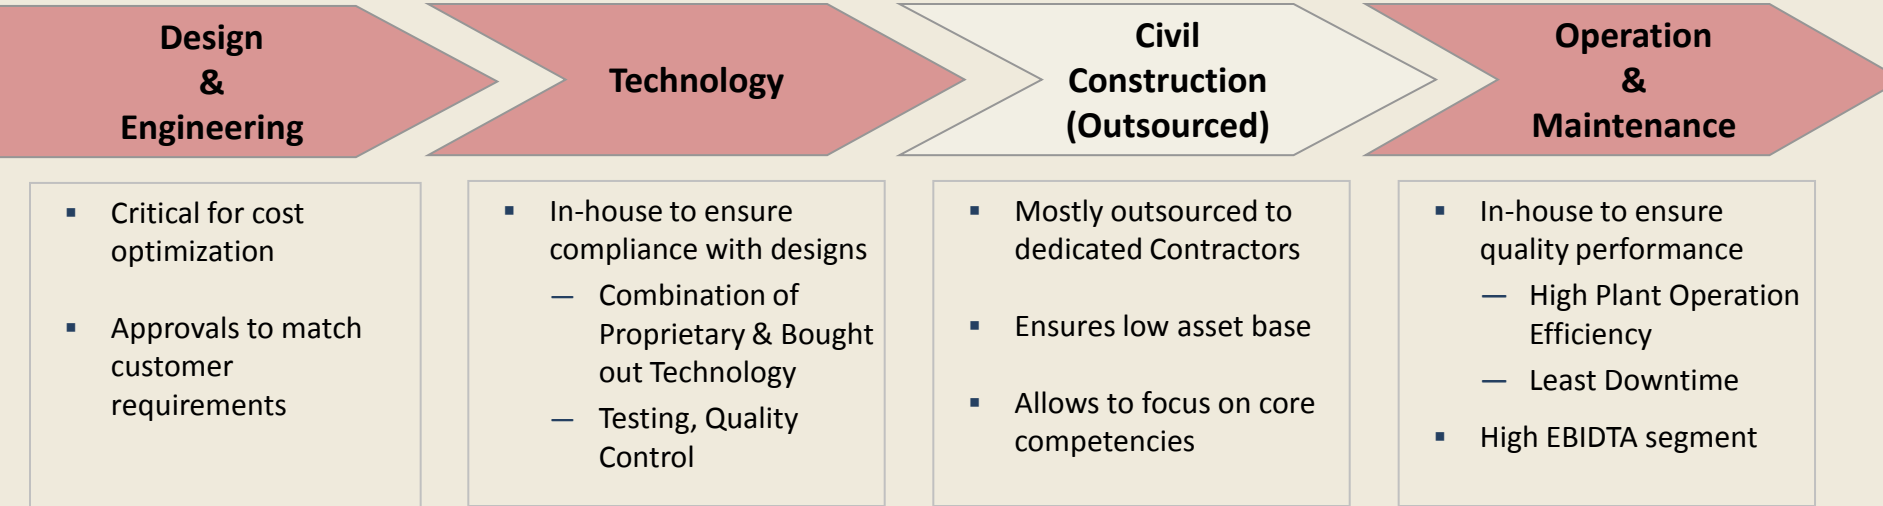 Design
&
Engineering
Technology
Civil
Construction
(Outsourced)
Operation
&
Maintenance
▪ Critical for cost
optimization
▪ Approvals to match
customer
requirements
▪ In-house to ensure
compliance with designs
— Combination of
Proprietary & Bought
out Technology
— Testing, Quality
Control
▪ Mostly outsourced to
dedicated Contractors
▪ Ensures low asset base
▪ Allows to focus on core
competencies
▪ In-house to ensure
quality performance
— High Plant Operation
Efficiency
— Least Downtime
▪ High EBIDTA segment